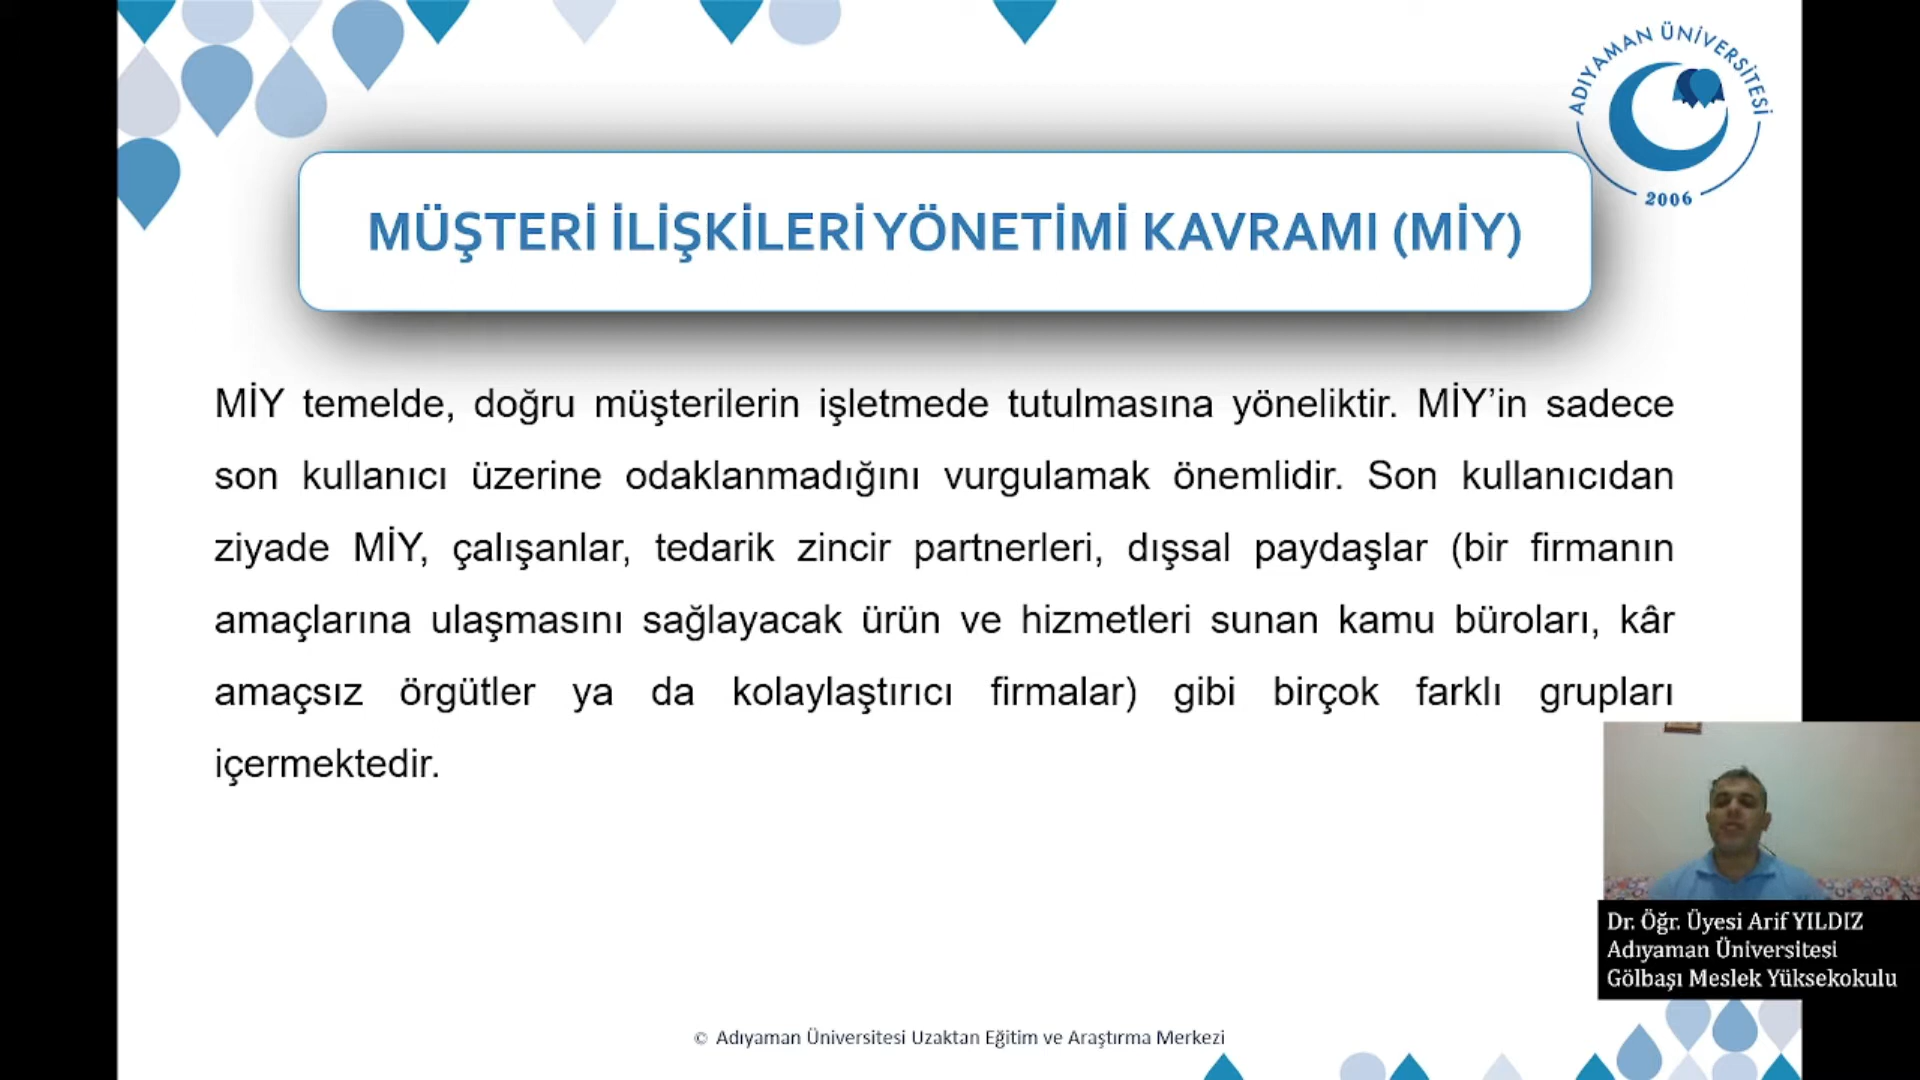 ADIYAMAN ÜNİVERSİTESİ
2006
MÜŞTERİ İLİŞKİLERİ YÖNETİMİ KAVRAMI (MİY)
MİY temelde, doğru müşterilerin işletmede tutulmasına yöneliktir. MİY’in sadece
son kullanıcı üzerine odaklanmadığını vurgulamak önemlidir. Son kullanıcıdan
ziyade MİY, çalışanlar, tedarik zincir partnerleri, dışsal paydaşlar (bir firmanın
amaçlarına ulaşmasını sağlayacak ürün ve hizmetleri sunan kamu büroları, kâr
amaçsız örgütler ya da kolaylaştırıcı firmalar) gibi birçok farklı grupları
içermektedir.
Dr. Öğr. Üyesi Arif YILDIZ
Adıyaman Üniversitesi
Gölbaşı Meslek Yüksekokulu
© Adıyaman Üniversitesi Uzaktan Eğitim ve Araştırma Merkezi